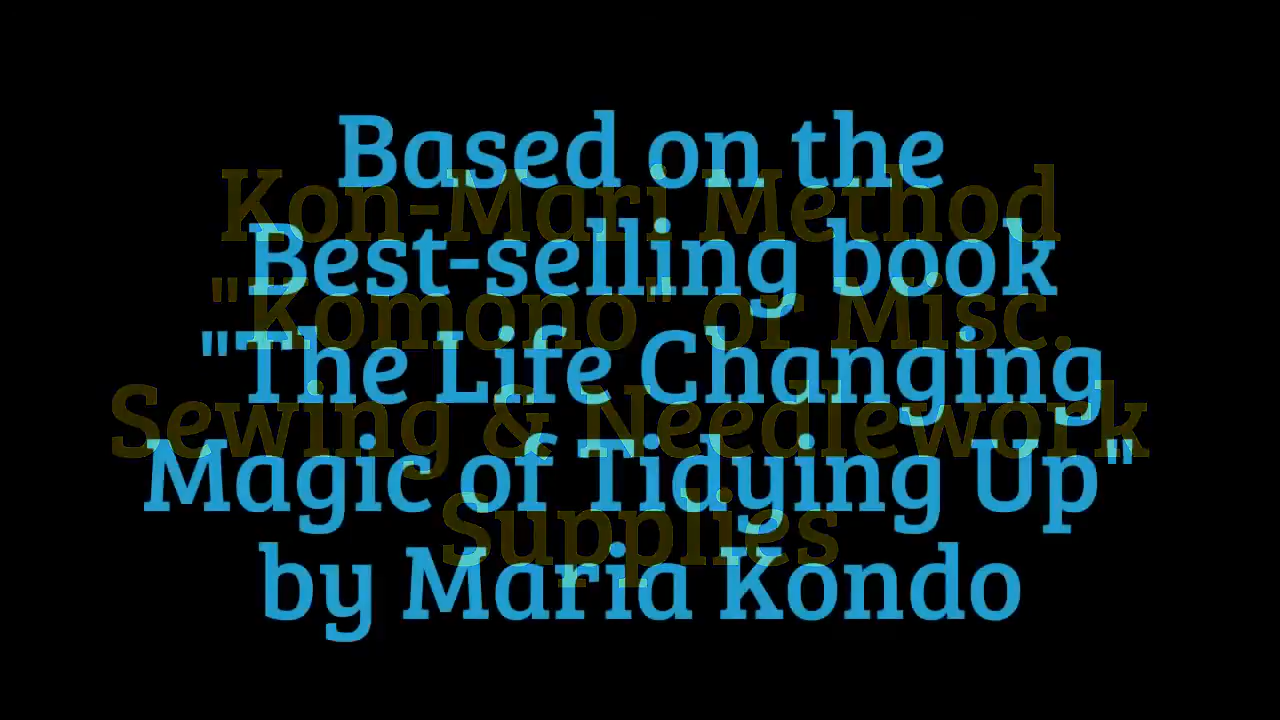 Based on the
Best-selling book
"The Life Changing
Magic of Tidying Up"
by Maria Kondo
Kon-Mari Method
"Komono" or Misc.
Sewing & Needlework
Supplies